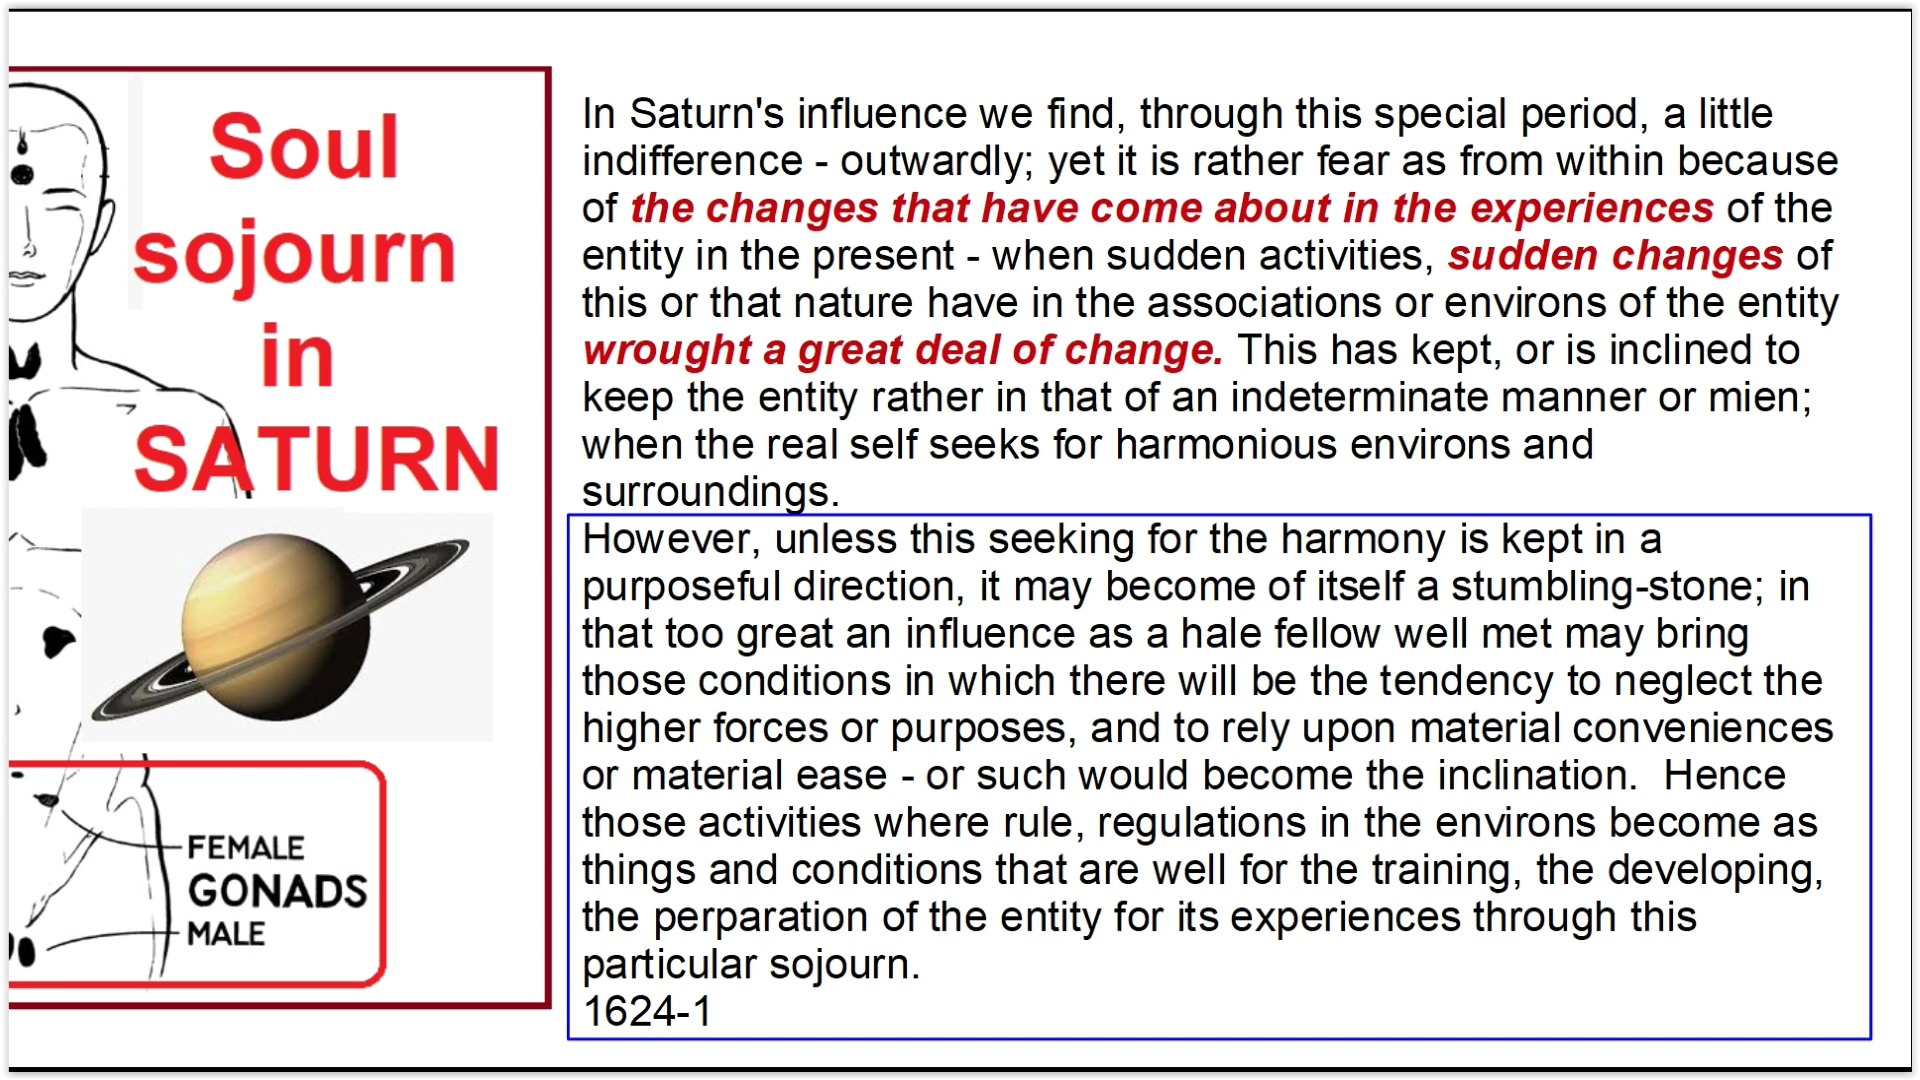 Soul
sojourn
in
SATURN
FEMALE
GONADS
MALE
In Saturn's influence we find, through this special period, a little
indifference - outwardly; yet it is rather fear as from within because
of the changes that have come about in the experiences of the
entity in the present - when sudden activities, sudden changes of
this or that nature have in the associations or environs of the entity
wrought a great deal of change. This has kept, or is inclined to
keep the entity rather in that of an indeterminate manner or mien;
when the real self seeks for harmonious environs and
surroundings.
However, unless this seeking for the harmony is kept in a
purposeful direction, it may become of itself a stumbling-stone; in
that too great an influence as a hale fellow well met may bring
those conditions in which there will be the tendency to neglect the
higher forces or purposes, and to rely upon material conveniences
or material ease - or such would become the inclination.  Hence
those activities where rule, regulations in the environs become as
things and conditions that are well for the training, the developing,
the perparation of the entity for its experiences through this
particular sojourn.
1624-1